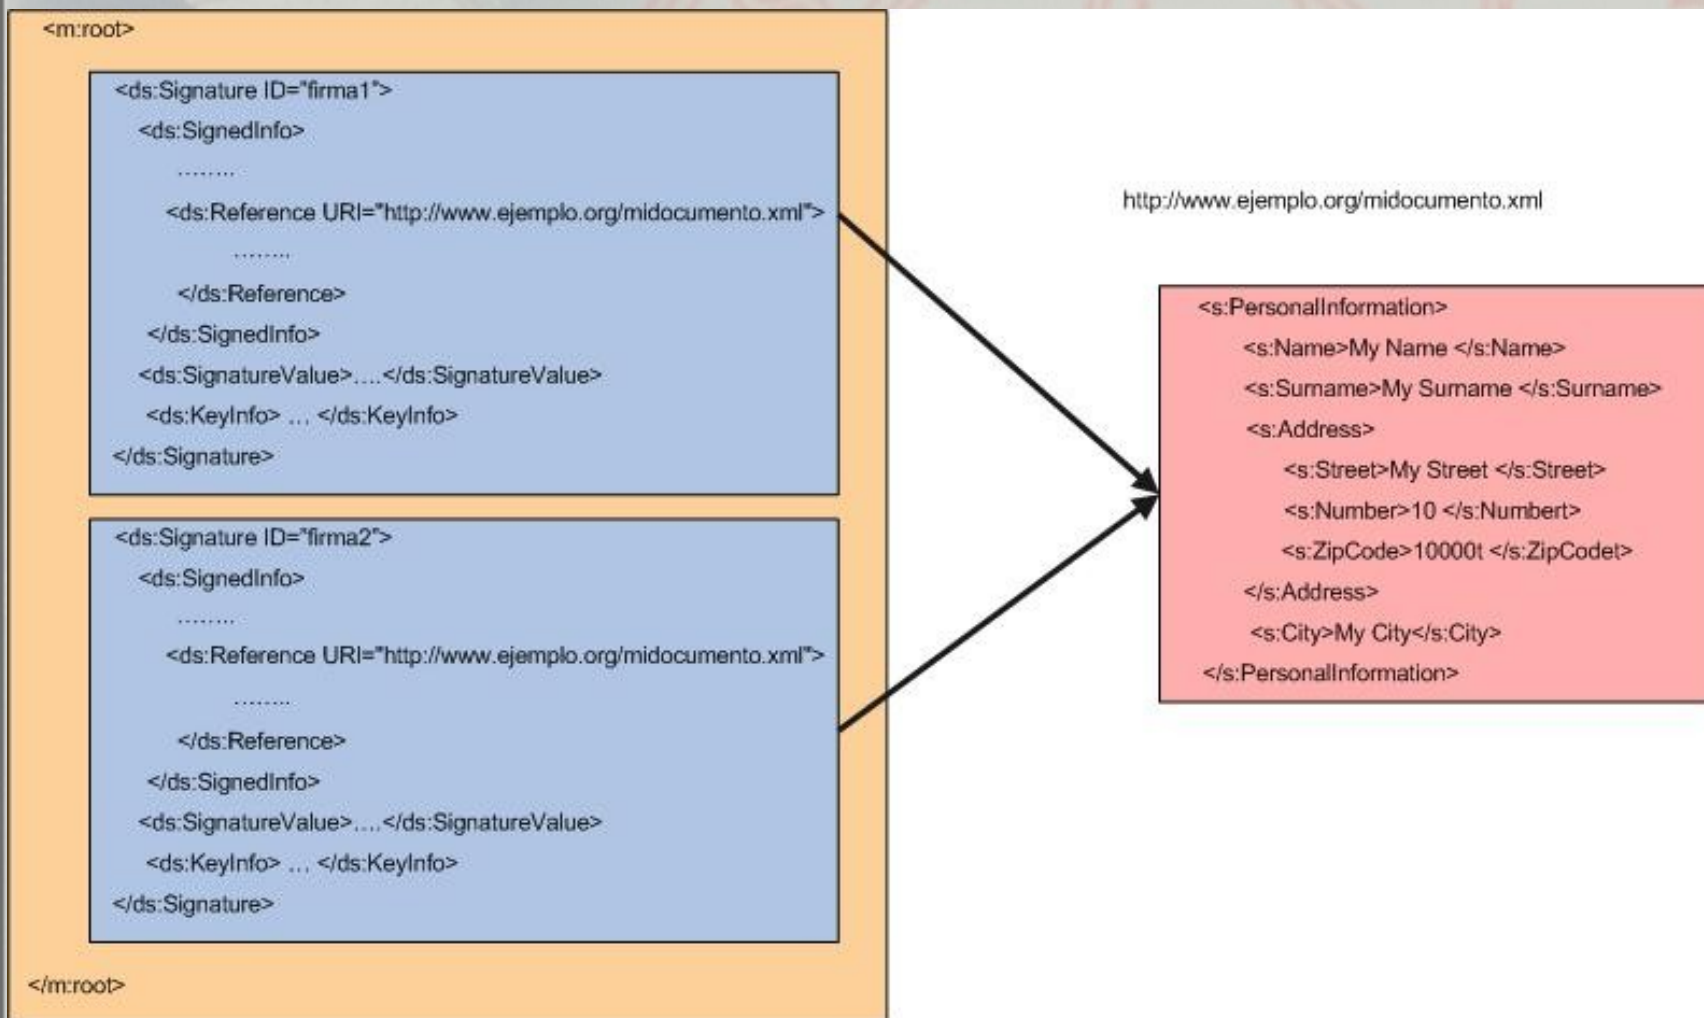 <m:root>
<ds:Signature ID="firma1">
<ds:SignedInfo>
........
<ds:Reference URI="http://www.ejemplo.org/midocumento.xml">
........
</ds:Reference>
</ds:SignedInfo>
<ds:SignatureValue>....</ds:SignatureValue>
<ds:KeyInfo> ... </ds:KeyInfo>
</ds:Signature>
<ds:Signature ID="firma2">
<ds:SignedInfo>
........
<ds:Reference URI="http://www.ejemplo.org/midocumento.xml">
........
</ds:Reference>
</ds:SignedInfo>
<ds:SignatureValue>....</ds:SignatureValue>
<ds:KeyInfo> ... </ds:KeyInfo>
</ds:Signature>
</m:root>
http://www.ejemplo.org/midocumento.xml
<s:PersonalInformation>
<s:Name>My Name </s:Name>
<s:Surname>My Surname </s:Surname>
<s:Address>
<s:Street>My Street </s:Street>
<s:Number>10 </s:Numbert>
<s:ZipCode>10000t </s:ZipCodet>
</s:Address>
<s:City>My City</s:City>
</s:PersonalInformation>